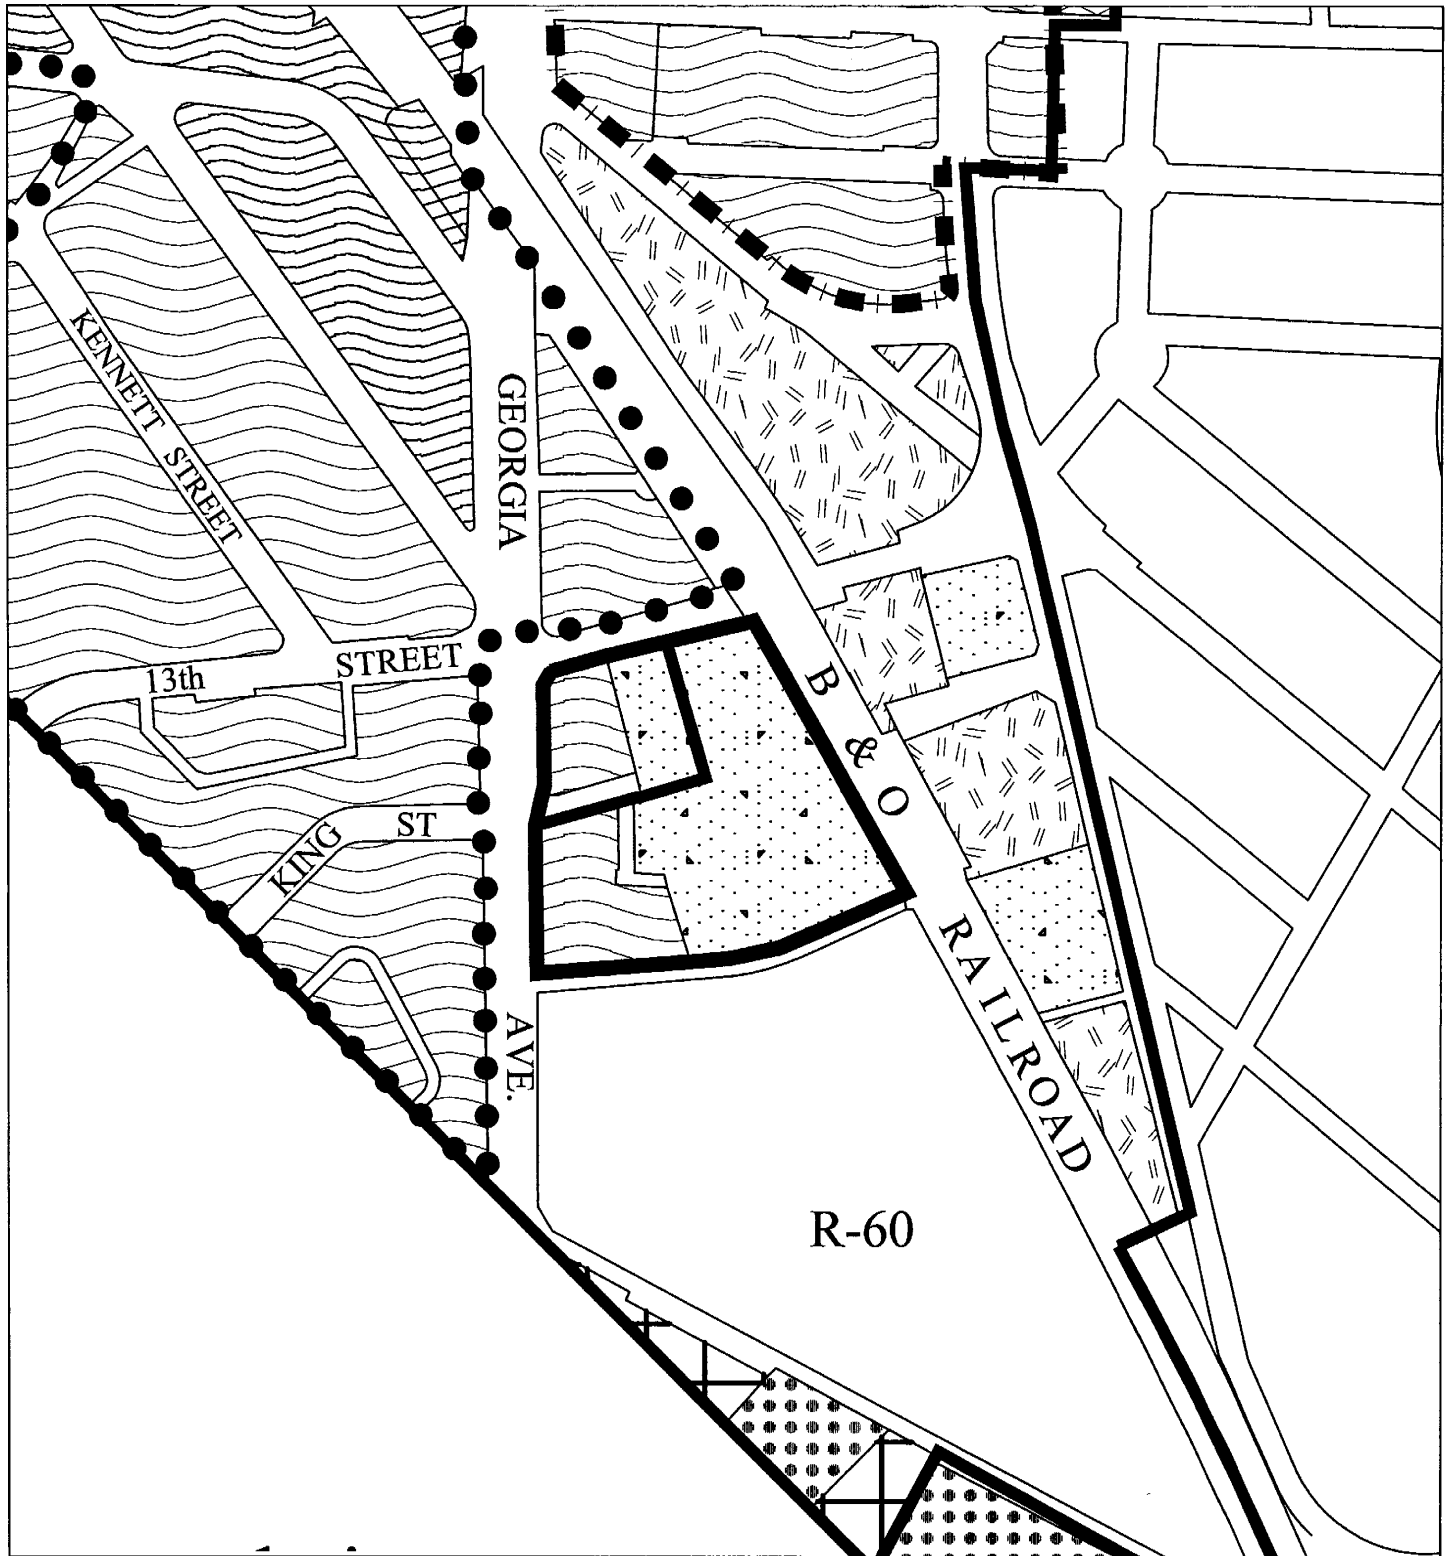 KENNETT STREET
GEORGIA
13th STREET
B & O RAILROAD
KING ST
AVE.
R-60